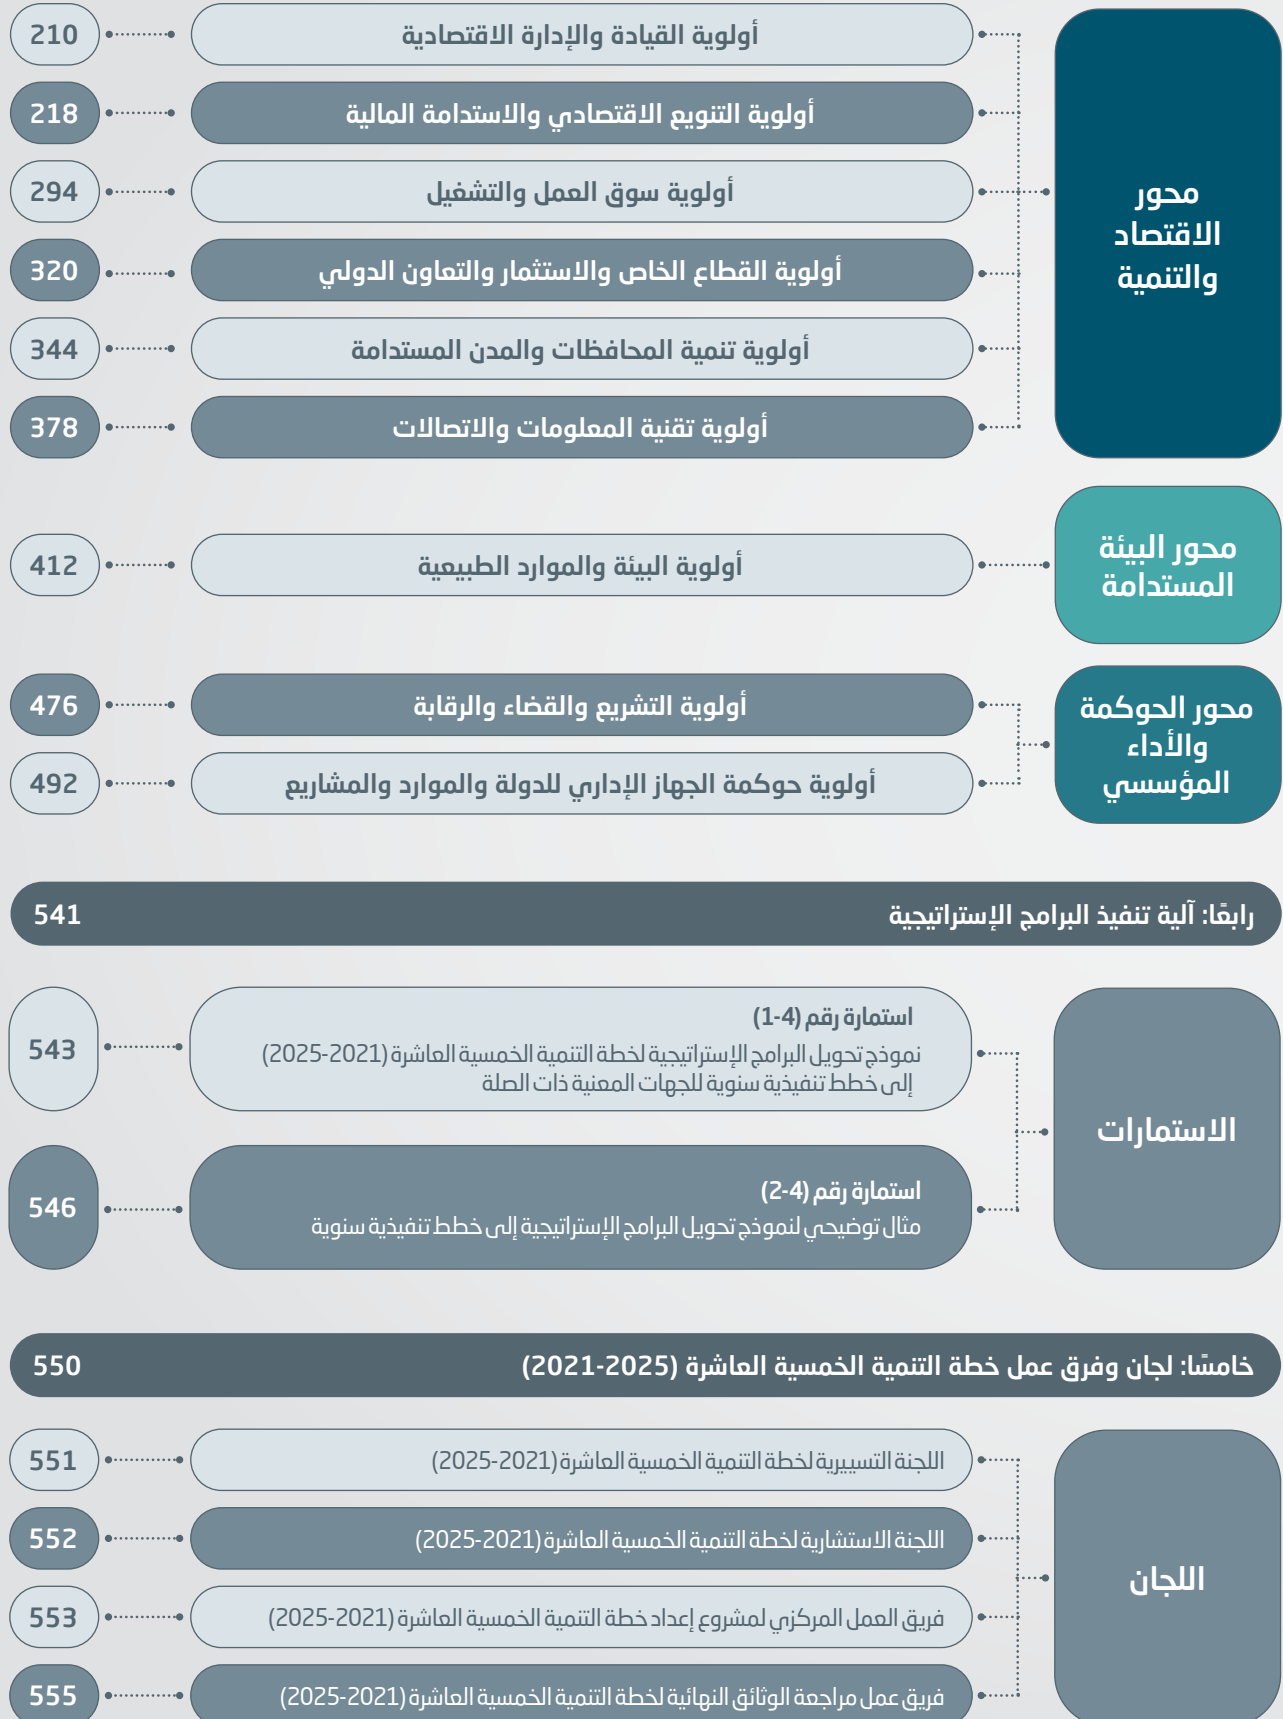 محور
الاقتصاد
والتنمية
أولوية القيادة والإدارة الاقتصادية 210
أولوية التنويع الاقتصادي والاستدامة المالية 218
أولوية سوق العمل والتشغيل 294
أولوية القطاع الخاص والاستثمار والتعاون الدولي 320
أولوية تنمية المحافظات والمدن المستدامة 344
أولوية تقنية المعلومات والاتصالات 378
محور البيئة
المستدامة
أولوية البيئة والموارد الطبيعية 412
محور الحوكمة
والأداء
المؤسسي
أولوية التشريع والقضاء والرقابة 476
أولوية حوكمة الجهاز الإداري للدولة والموارد والمشاريع 492
رابعًا: آلية تنفيذ البرامج الإستراتيجية 541
الاستمارات
استمارة رقم (4-1)
نموذج تحويل البرامج الإستراتيجية لخطة التنمية الخمسية العاشرة (2021-2025)
إلى خطط تنفيذية سنوية للجهات المعنية ذات الصلة
543
استمارة رقم (4-2)
مثال توضيحي لنموذج تحويل البرامج الإستراتيجية إلى خطط تنفيذية سنوية
546
خامسًا: لجان وفرق عمل خطة التنمية الخمسية العاشرة (2021-2025) 550
اللجان
اللجنة التسييرية لخطة التنمية الخمسية العاشرة (2021-2025) 551
اللجنة الاستشارية لخطة التنمية الخمسية العاشرة (2021-2025) 552
فريق العمل المركزي لمشروع إعداد خطة التنمية الخمسية العاشرة (2021-2025) 553
فريق عمل مراجعة الوثائق النهائية لخطة التنمية الخمسية العاشرة (2021-2025) 555